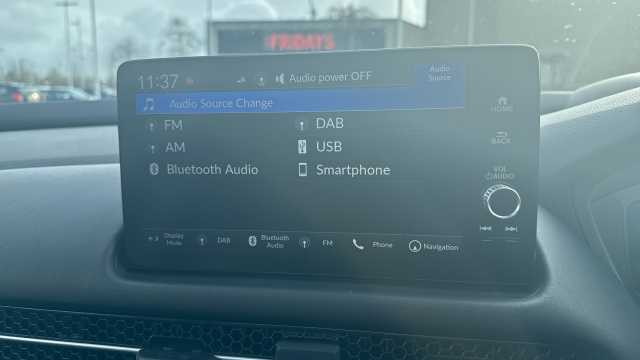 FRIDAYS
11:37
Audio power OFF
Audio
Source
Audio Source Change
FM
DAB
AM
USB
Bluetooth Audio
Smartphone
HOME
BACK
VOL
AUDIO
Display
Mode
DAB
Bluetooth
Audio
FM
Phone
Navigation